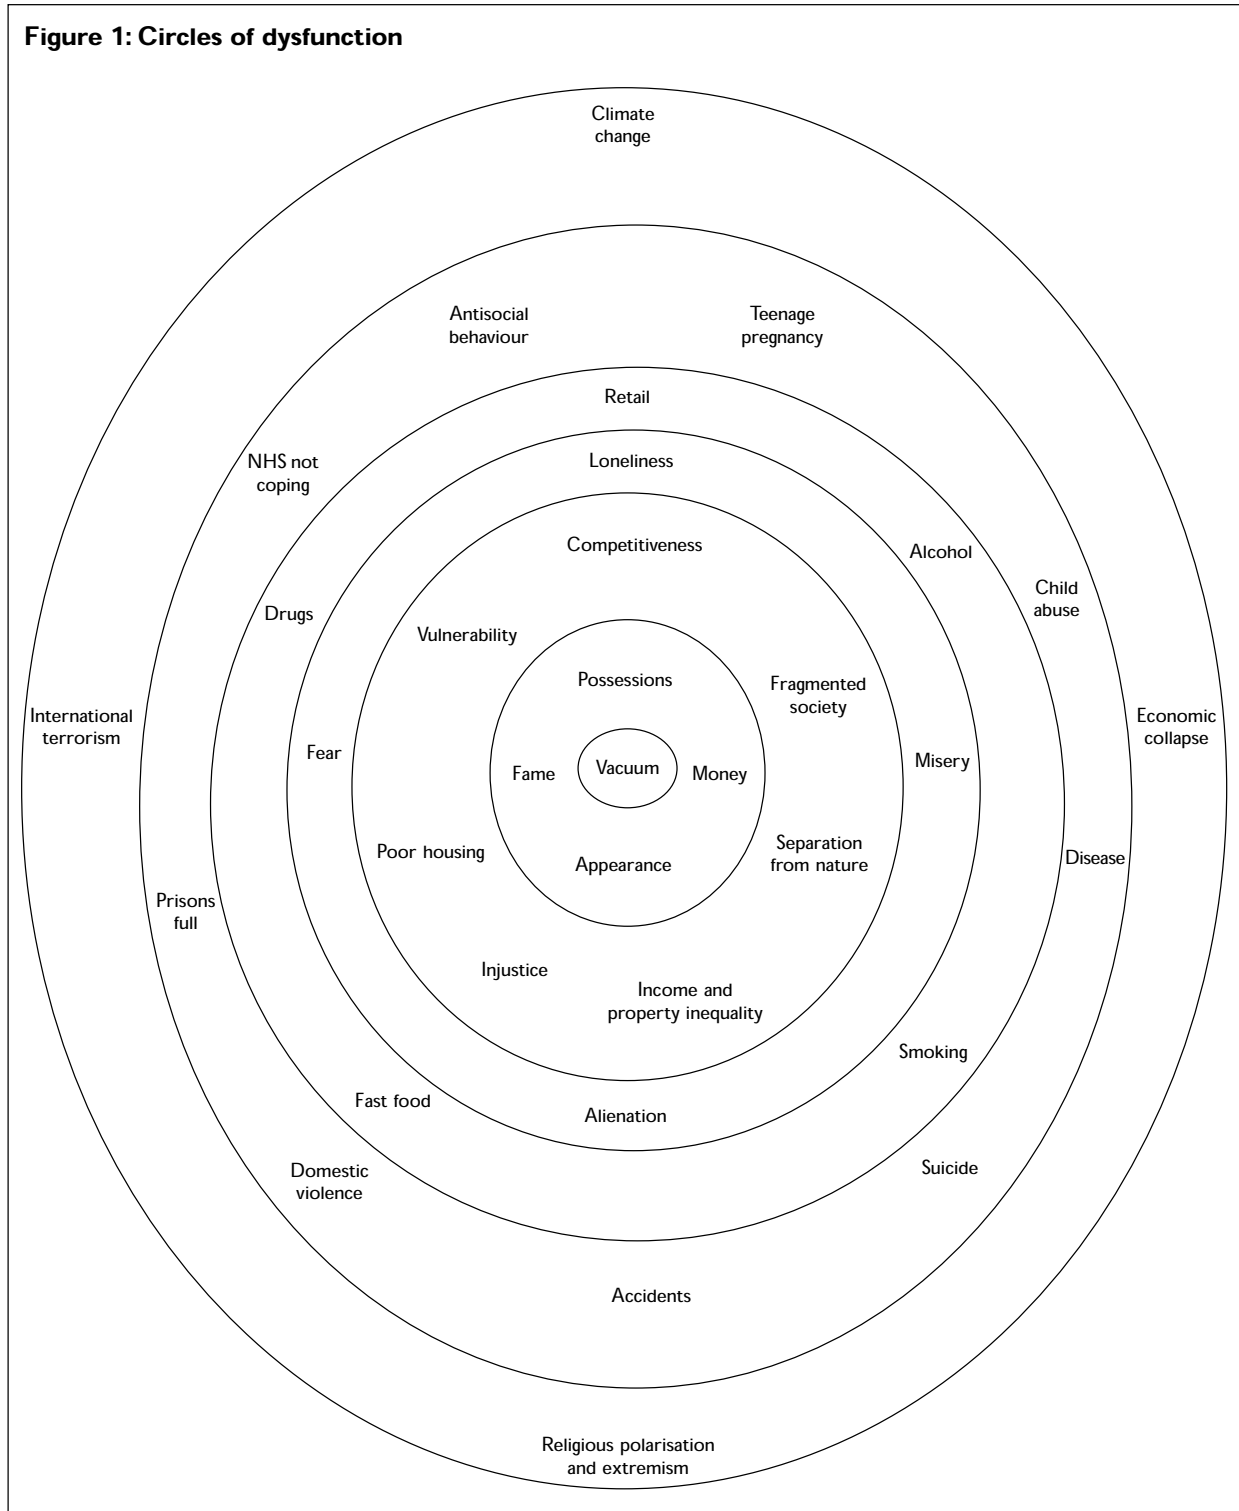 Figure 1: Circles of dysfunction
Climate
change
Antisocial
behaviour
Teenage
pregnancy
Retail
NHS not
coping
Loneliness
Competitiveness
Alcohol
Child
abuse
Drugs
Vulnerability
Possessions
Fragmented
society
International
terrorism
Economic
collapse
Fear
Fame
Vacuum
Money
Misery
Poor housing
Appearance
Separation
from nature
Disease
Prisons
full
Injustice
Income and
property inequality
Smoking
Fast food
Alienation
Domestic
violence
Suicide
Accidents
Religious polarisation
and extremism